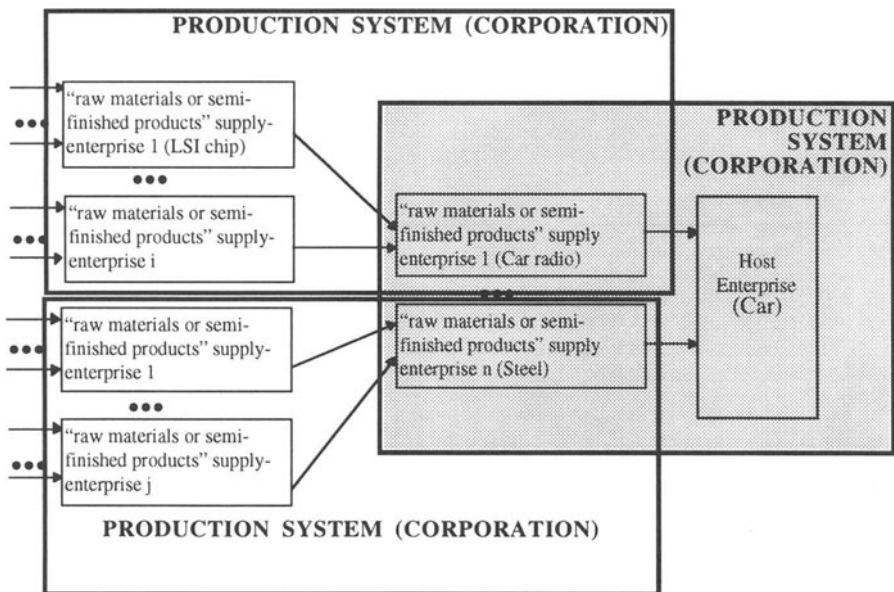 PRODUCTION SYSTEM (CORPORATION)
“raw materials or semi-
finished products” supply-
enterprise 1 (LSI chip)
“raw materials or semi-
finished products” supply-
enterprise i
PRODUCTION
SYSTEM
(CORPORATION)
“raw materials or semi-
finished products” supply
enterprise 1 (Car radio)
Host
Enterprise
(Car)
“raw materials or semi-
finished products” supply-
enterprise 1
“raw materials or semi-
finished products” supply
enterprise n (Steel)
“raw materials or semi-
finished products” supply-
enterprise j
PRODUCTION SYSTEM (CORPORATION)